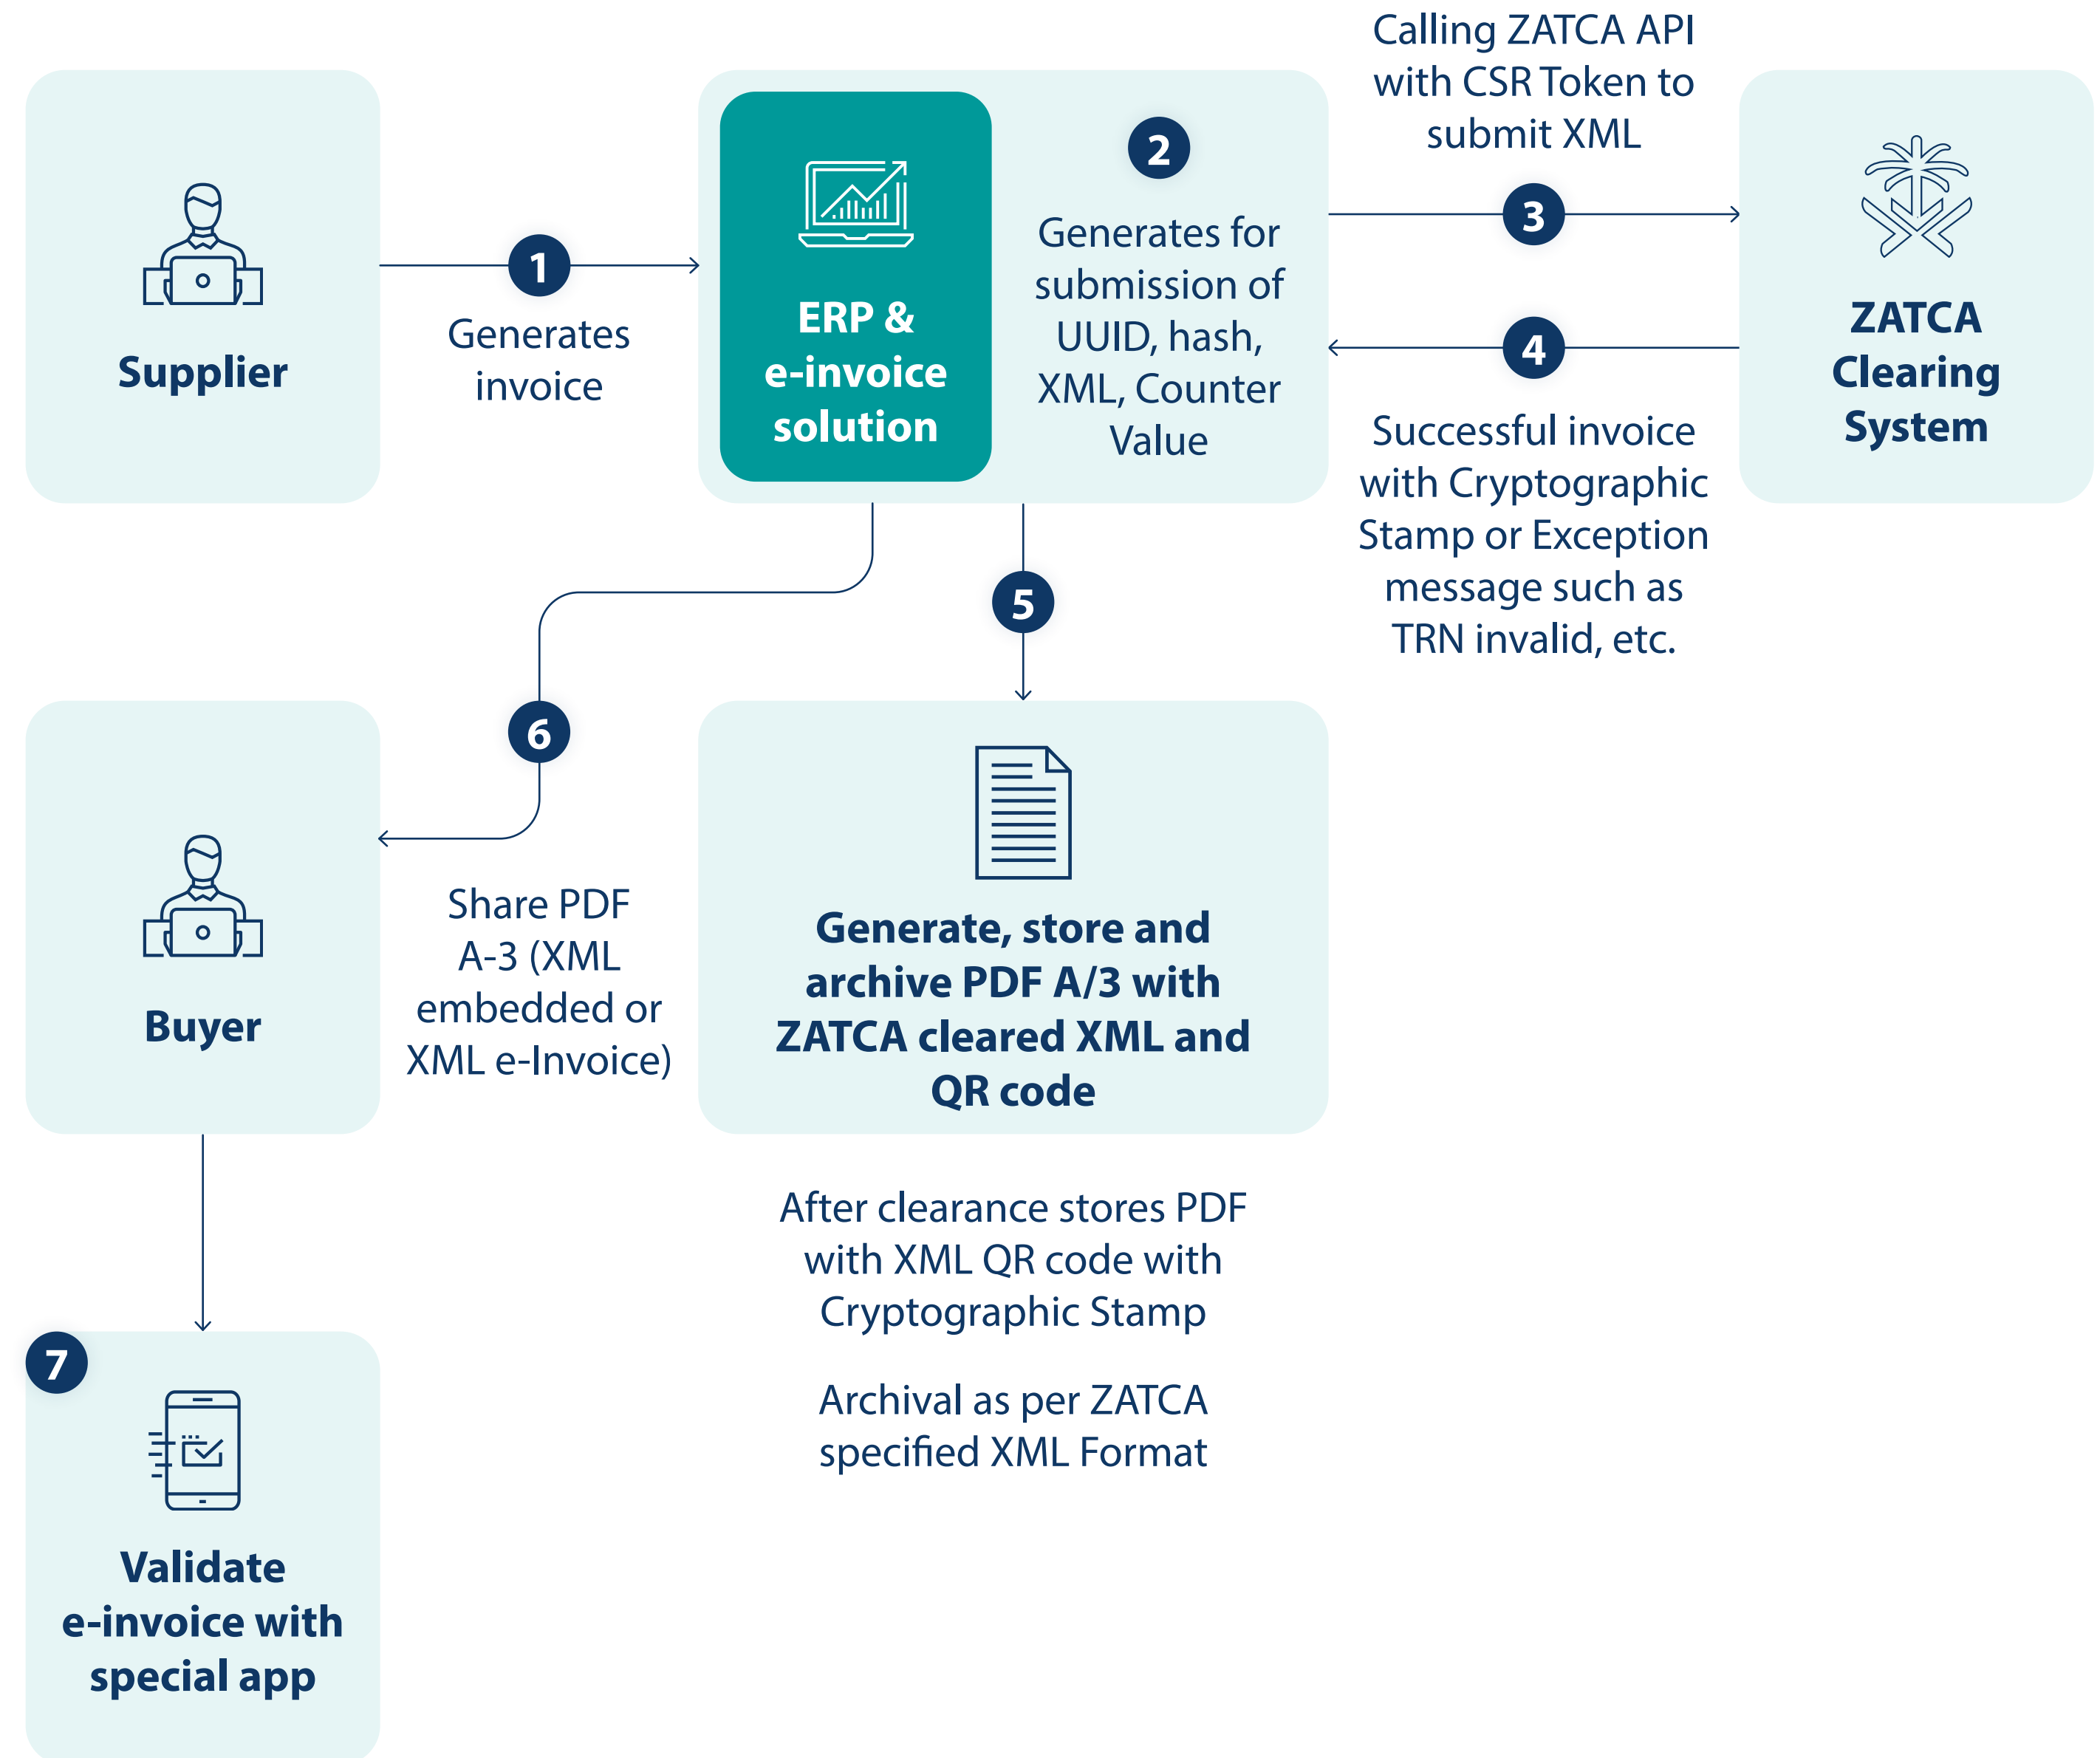 Supplier
1
Generates
invoice
ERP &
e-invoice
solution
2
Generates for
submission of
UUID, hash,
XML, Counter
Value
Calling ZATCA API
with CSR Token to
submit XML
3
4
Successful invoice
with Cryptographic
Stamp or Exception
message such as
TRN invalid, etc.
ZATCA
Clearing
System
5
6
Buyer
Share PDF
A-3 (XML
embedded or
XML e-Invoice)
Generate, store and
archive PDF A/3 with
ZATCA cleared XML and
QR code
After clearance stores PDF
with XML QR code with
Cryptographic Stamp
Archival as per ZATCA
specified XML Format
7
Validate
e-invoice with
special app